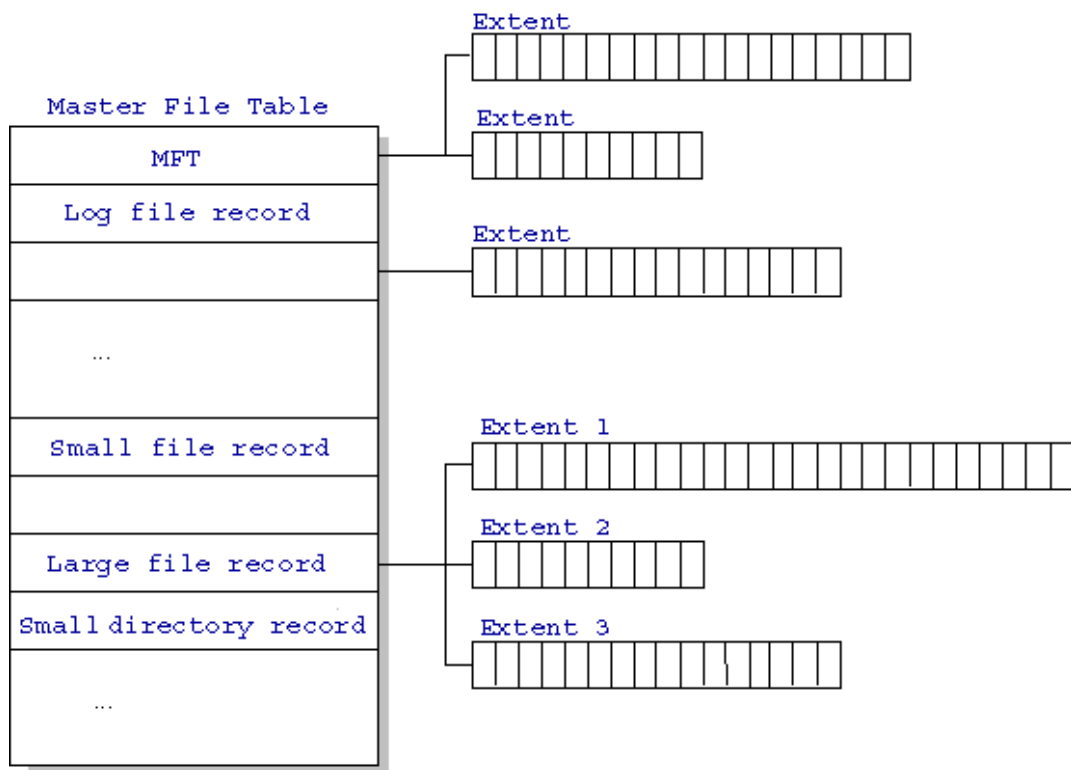 Extent
Master File Table
Extent
MFT
Log file record
Extent
...
Small file record
Extent 1
Extent 2
Large file record
Small directory record
Extent 3
...